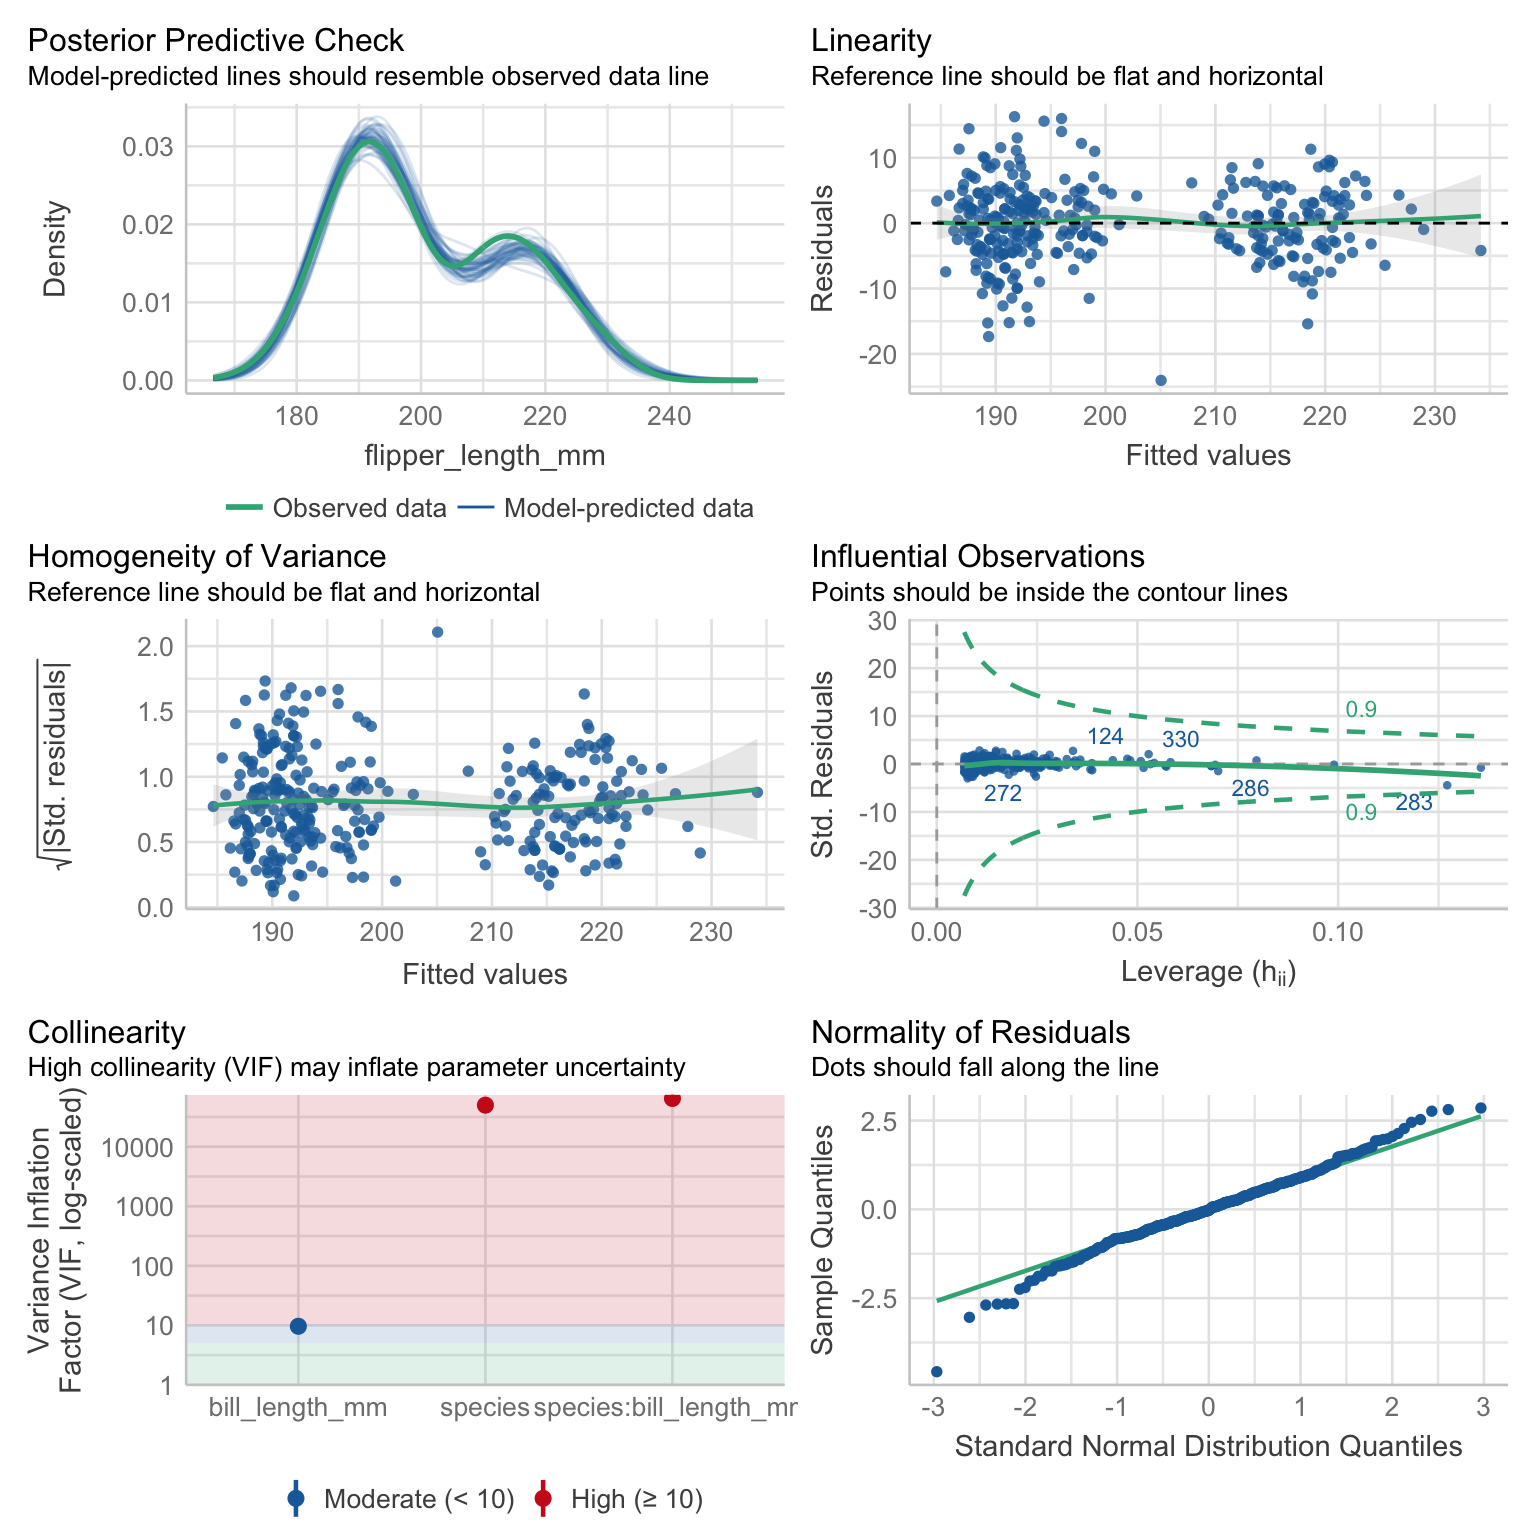 Posterior Predictive Check
Model-predicted lines should resemble observed data line
Density
0.03
0.02
0.01
0.00
180
200
220
240
flipper_length_mm
Observed data
Model-predicted data
Linearity
Reference line should be flat and horizontal
Residuals
10
0
-10
-20
190
200
210
220
230
Fitted values
Homogeneity of Variance
Reference line should be flat and horizontal
√|Std. residuals|
2.0
1.5
1.0
0.5
0.0
190
200
210
220
230
Fitted values
Influential Observations
Points should be inside the contour lines
Std. Residuals
30
20
10
0
-10
-20
-30
0.9
124
330
272
286
283
0.9
0.00
0.05
0.10
Leverage (hii)
Collinearity
High collinearity (VIF) may inflate parameter uncertainty
Variance Inflation
Factor (VIF, log-scaled)
10000
1000
100
10
1
bill_length_mm
species
species:bill_length_mr
Moderate (< 10)
High (≥ 10)
Normality of Residuals
Dots should fall along the line
Sample Quantiles
2.5
0.0
-2.5
-3
-2
-1
0
1
2
3
Standard Normal Distribution Quantiles